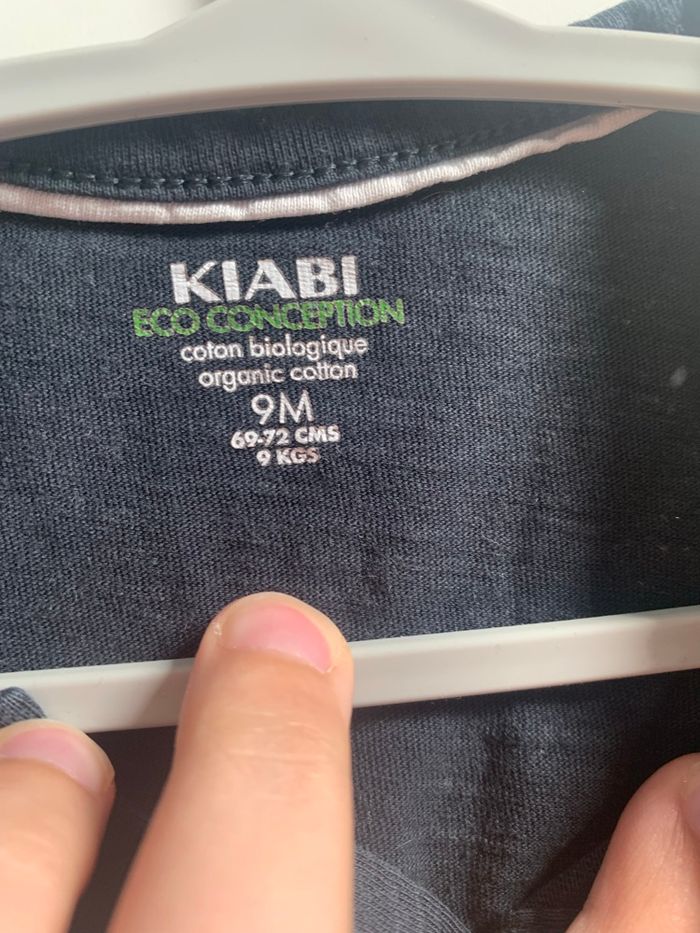 KIABI
ECO CONCEPTION
coton biologique
organic cotton
9M
69-72 CMS
9 KGS